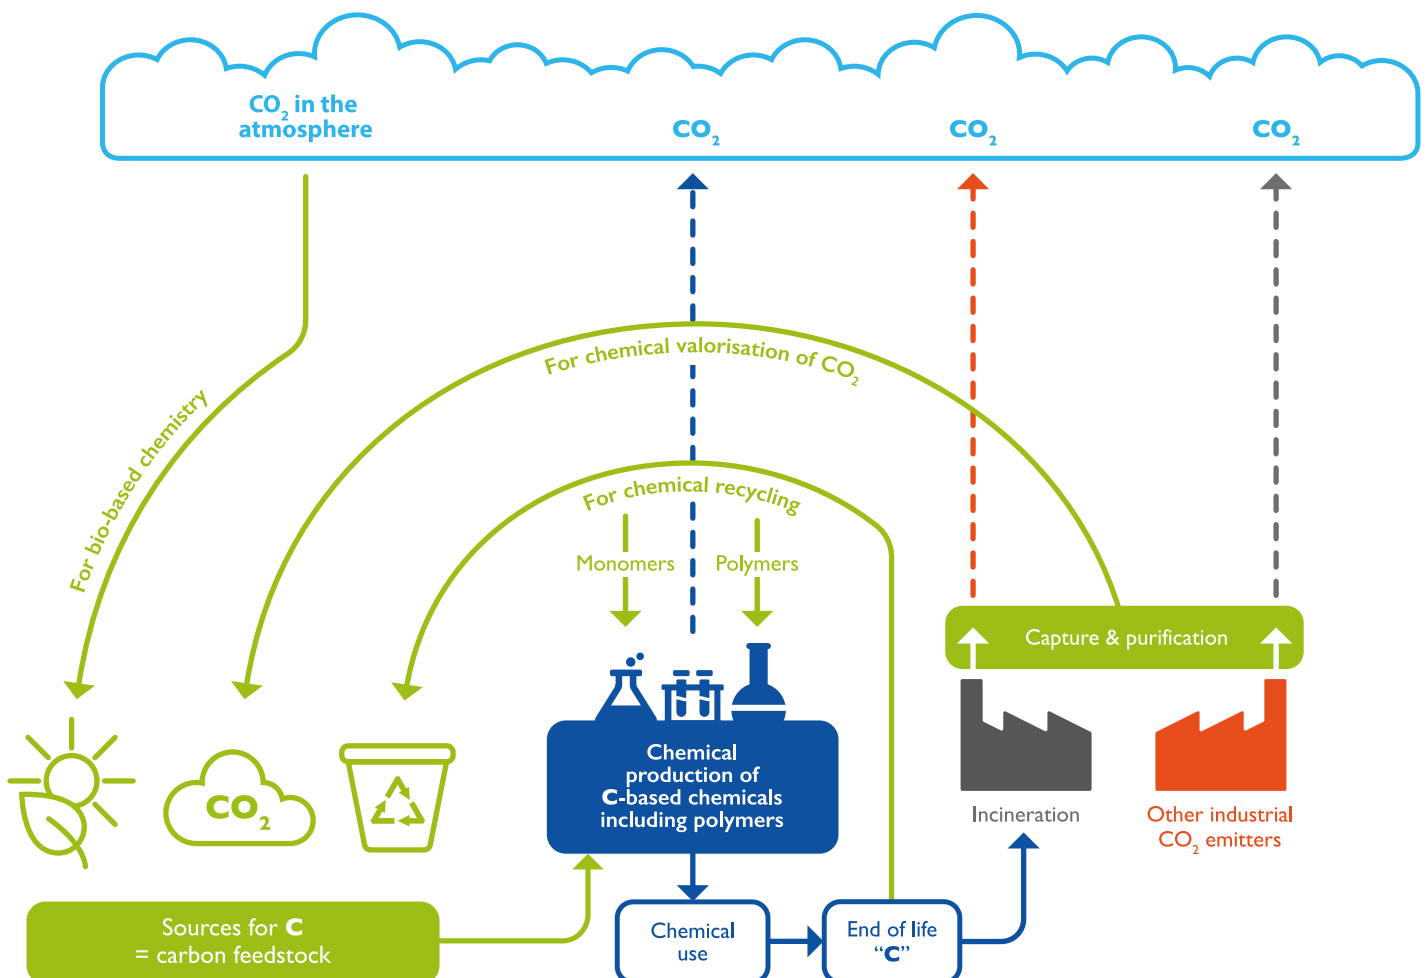 CO2 in the
atmosphere
CO2
CO2
CO2
For bio-based chemistry
For chemical valorisation of CO2
For chemical recycling
Monomers
Polymers
Capture & purification
CO2
Chemical
production of
C-based chemicals
including polymers
Incineration
Other industrial
CO2 emitters
Sources for C
= carbon feedstock
Chemical
use
End of life
“C”